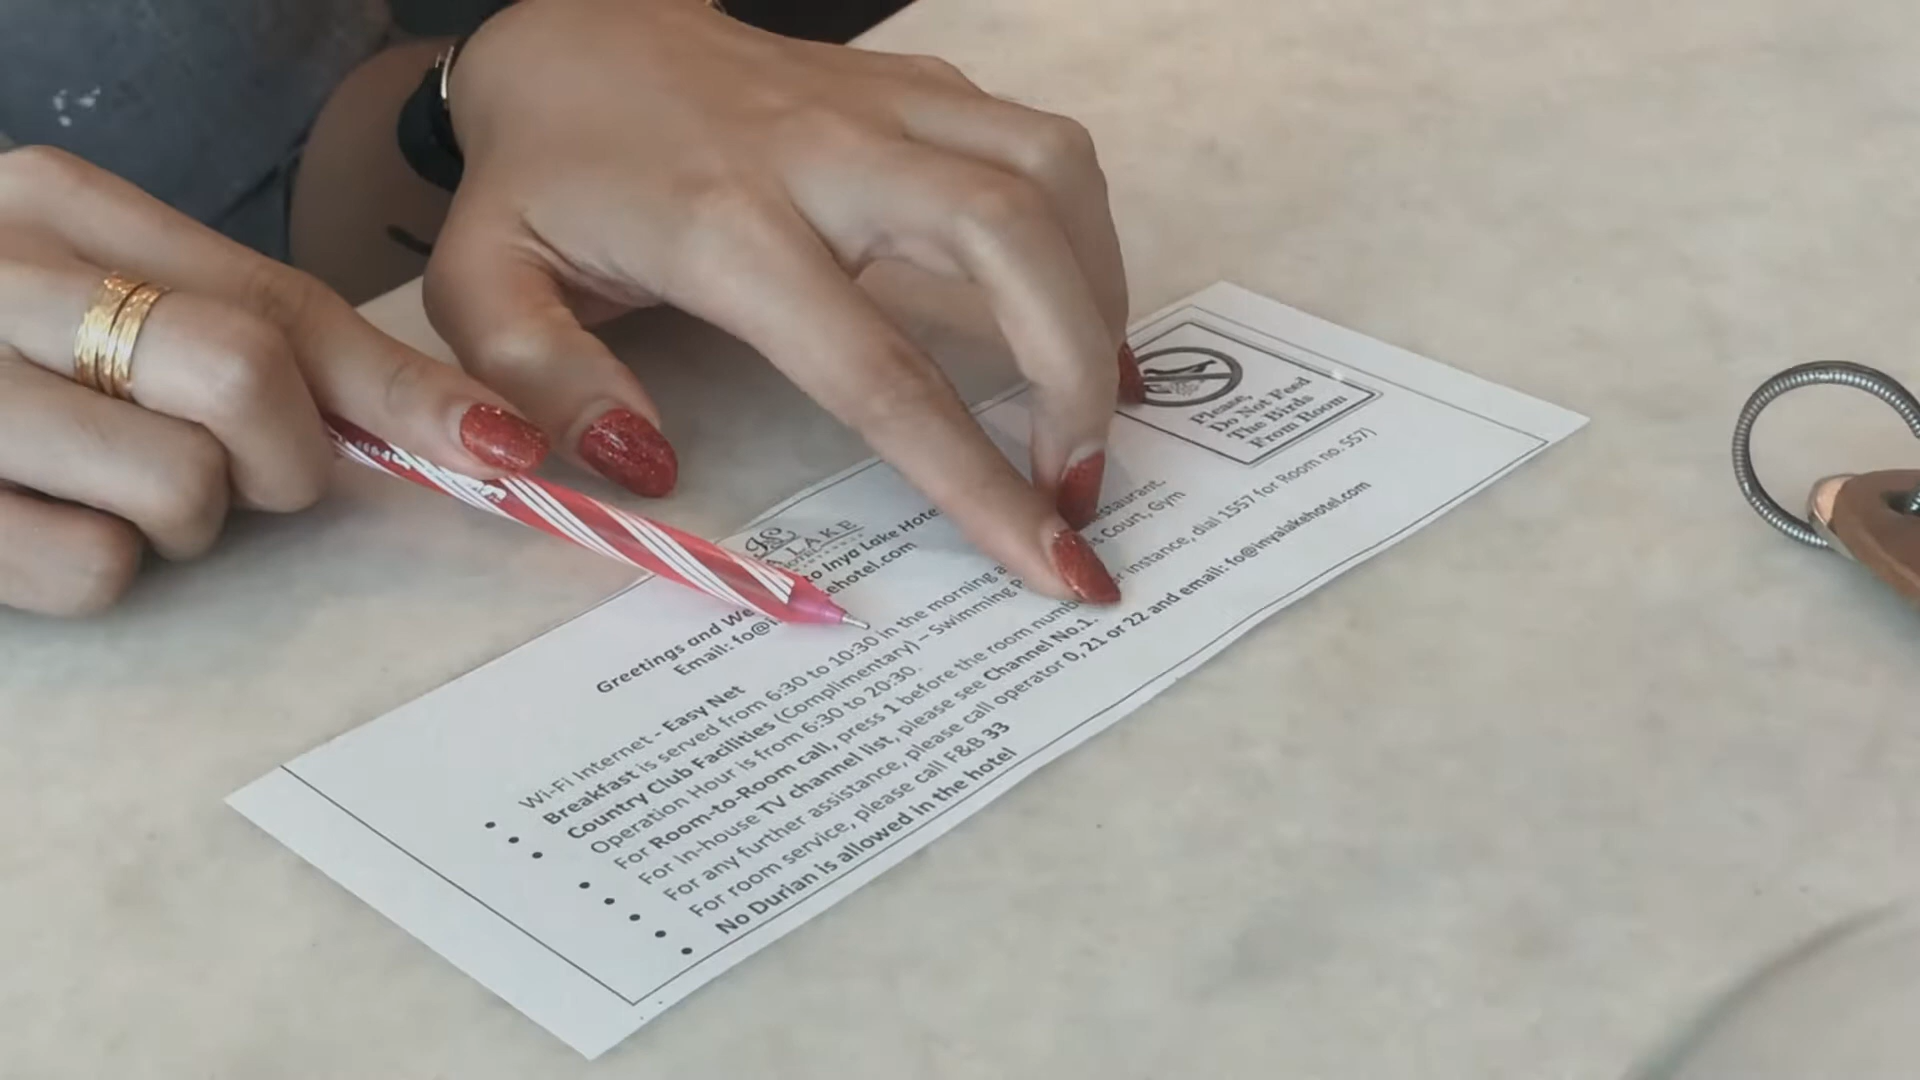 LAKE
HOTEL
Greetings and We to Inya Lake Hote
Email: fo@i kehotel.com
Please,
Do Not Feed
The Birds
From Room
Wi-Fi Internet - Easy Net
Breakfast is served from 6:30 to 10:30 in the morning a estaurant.
Country Club Facilities (Complimentary) – Swimming P s Court, Gym
Operation Hour is from 6:30 to 20:30.
For Room-to-Room call, press 1 before the room numb r instance, dial 1557 for Room no. 557)
For In-house TV channel list, please see Channel No.1.
For any further assistance, please call operator 0, 21 or 22 and email: fo@inyalakehotel.com
For room service, please call F&B 33
No Durian is allowed in the hotel